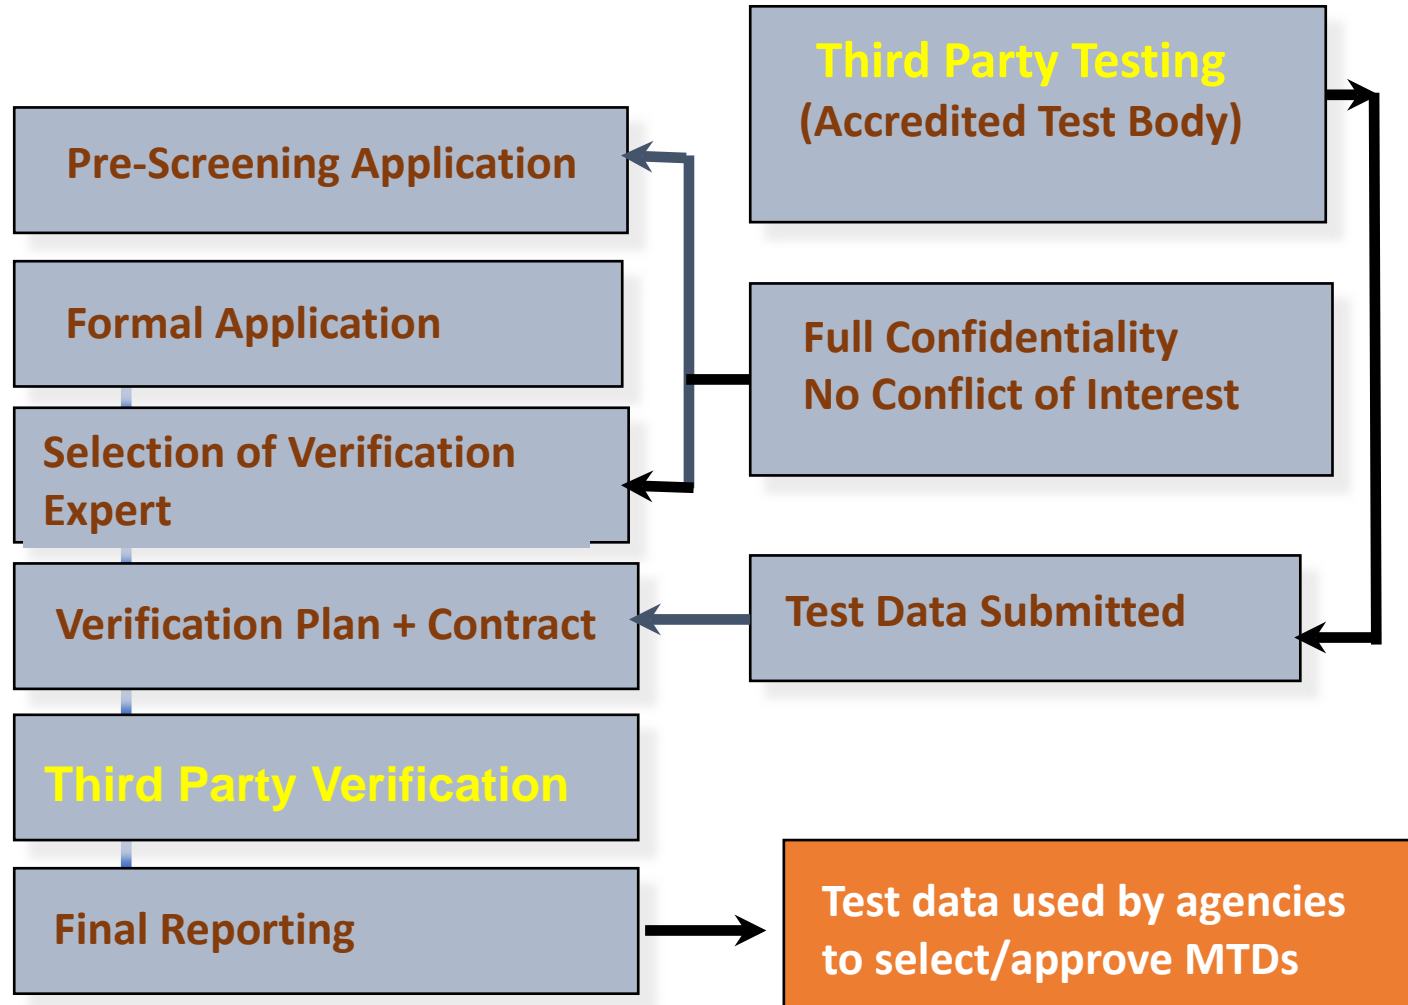 Third Party Testing
(Accredited Test Body)
Pre-Screening Application
Formal Application
Full Confidentiality
No Conflict of Interest
Selection of Verification
Expert
Verification Plan + Contract
Test Data Submitted
Third Party Verification
Final Reporting
Test data used by agencies
to select/approve MTDs